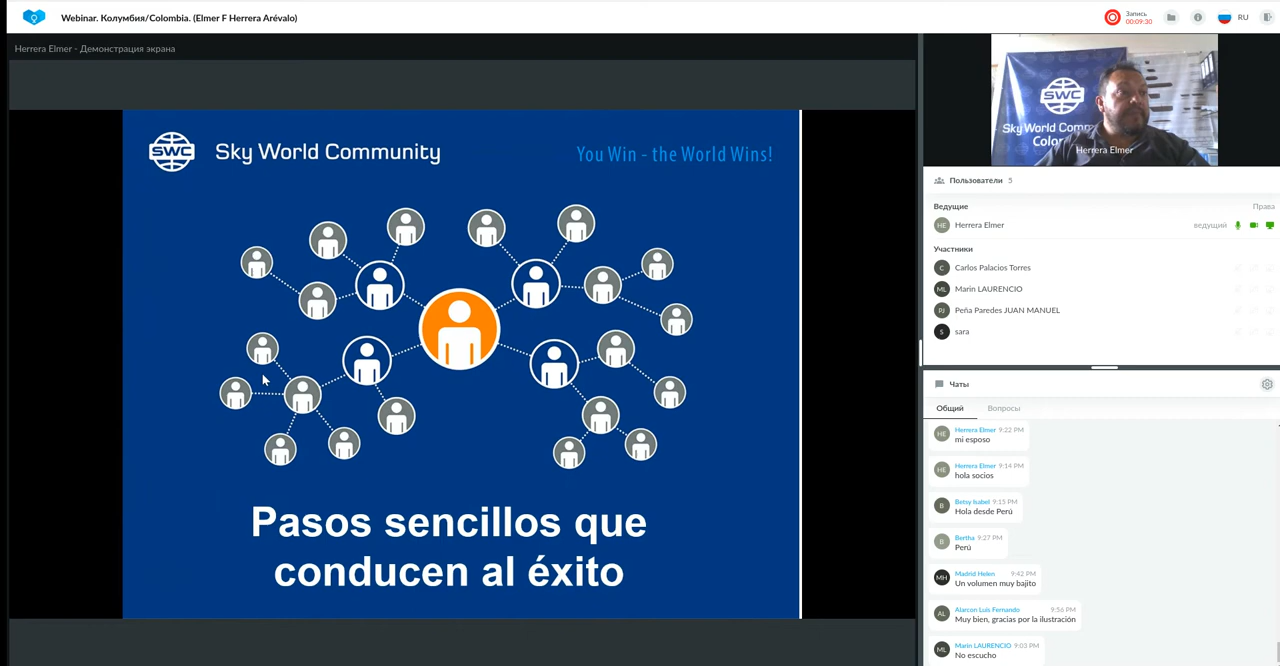 Webinar. Колумбия/Colombia. (Elmer F Herrera Arévalo)
Запись
00:09:30
RU
Herrera Elmer - Демонстрация экрана
SWC
Sky World Community
You Win - the World Wins!
Pasos sencillos que
conducen al éxito
SWC
Sky World
Herrera Elmer
Пользователи 5
Ведущие Права
HE Herrera Elmer ведущий
Участники
C Carlos Palacios Torres
ML Marin LAURENCIO
PJ Peña Paredes JUAN MANUEL
S sara
Чаты
Общий Вопросы
HE Herrera Elmer 9:22 PM
mi esposo
HE Herrera Elmer 9:14 PM
hola socios
B Betsy Isabel 9:15 PM
Hola desde Perú
B Bertha 9:27 PM
Perú
MH Madrid Helen 9:42 PM
Un volumen muy bajito
AL Alarcon Luis Fernando 9:56 PM
Muy bien, gracias por la ilustración
ML Marin LAURENCIO 9:03 PM
No escucho